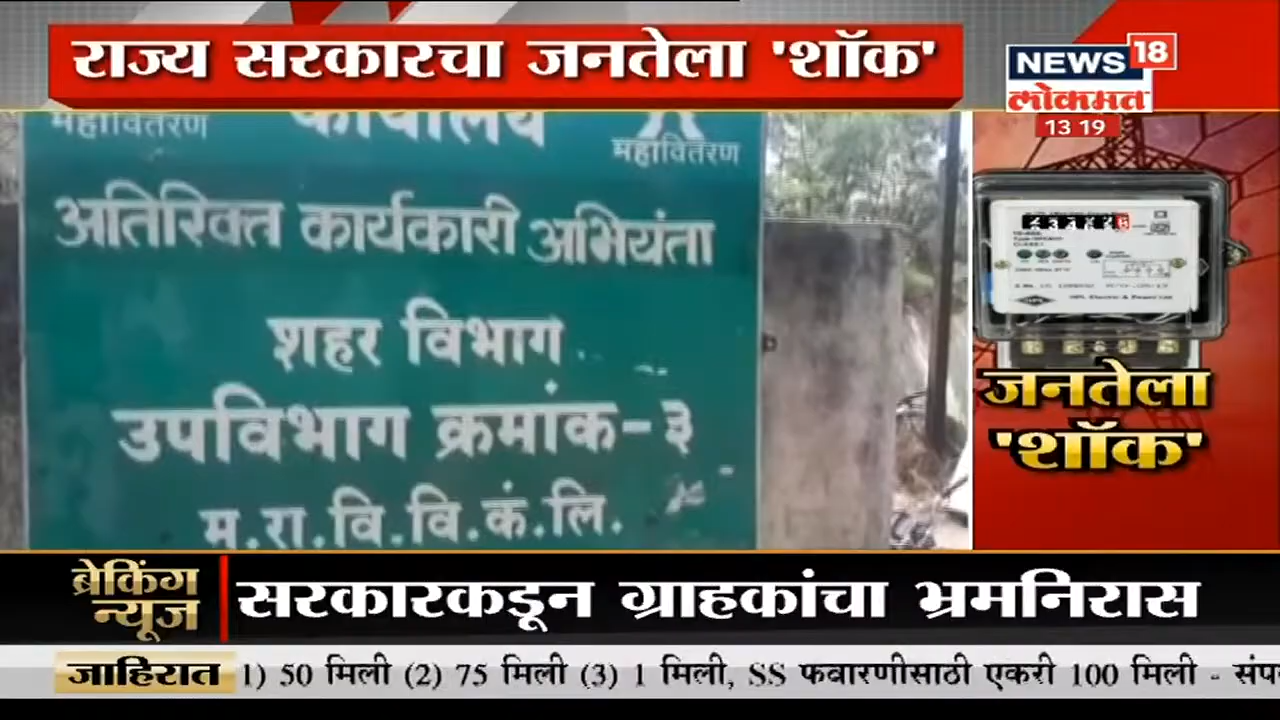 राज्य सरकारचा जनतेला 'शॉक'
NEWS 18
लोकमत
13 19
महावितरण कार्यालय महावितरण
अतिरिक्त कार्यकारी अभियंता
शहर विभाग
उपविभाग क्रमांक-३
म.रा.वि.वि.कं.लि.
जनतेला
'शॉक'
ब्रेकिंग
न्यूज
सरकारकडून ग्राहकांचा भ्रमनिरास
जाहिरात 1) 50 मिली (2) 75 मिली (3) 1 मिली, SS फवारणीसाठी एकरी 100 मिली - संप